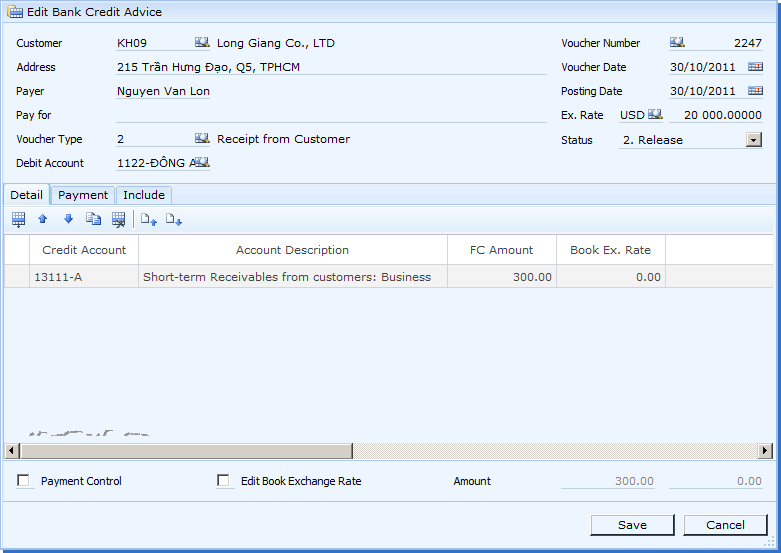 Edit Bank Credit Advice
Customer KH09 Long Giang Co., LTD Voucher Number 2247
Address 215 Trần Hưng Đạo, Q5, TPHCM Voucher Date 30/10/2011
Payer Nguyen Van Lon Posting Date 30/10/2011
Pay for Ex. Rate USD 20 000.00000
Voucher Type 2 Receipt from Customer Status 2. Release
Debit Account 1122-ĐÔNG A
Detail Payment Include
Credit Account Account Description FC Amount Book Ex. Rate
13111-A Short-term Receivables from customers: Business 300.00 0.00
Payment Control Edit Book Exchange Rate Amount 300.00 0.00
Save Cancel